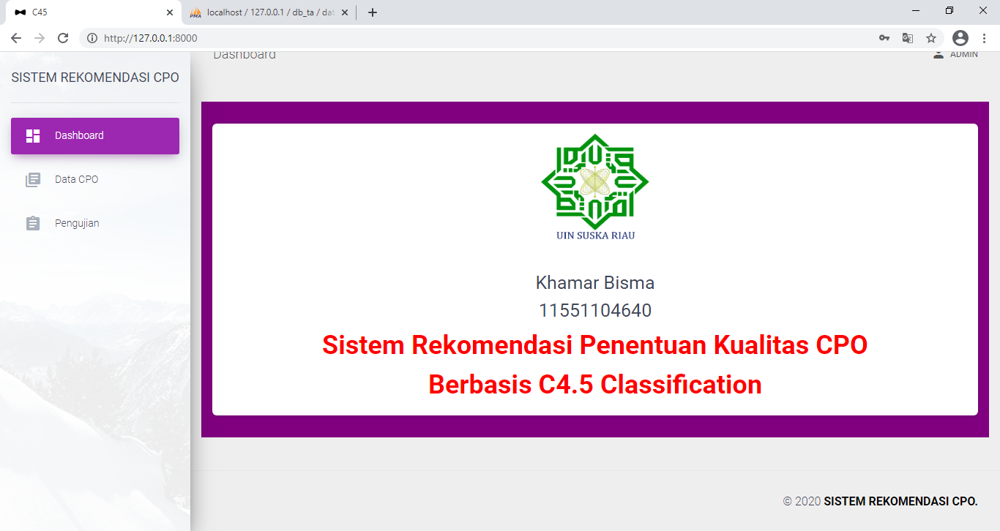 C45
localhost / 127.0.0.1 / db_ta / dat
http://127.0.0.1:8000
SISTEM REKOMENDASI CPO
Dashboard
Data CPO
Pengujian
Dashboard
ADMIN
UIN SUSKA RIAU
Khamar Bisma
11551104640
Sistem Rekomendasi Penentuan Kualitas CPO
Berbasis C4.5 Classification
© 2020 SISTEM REKOMENDASI CPO.